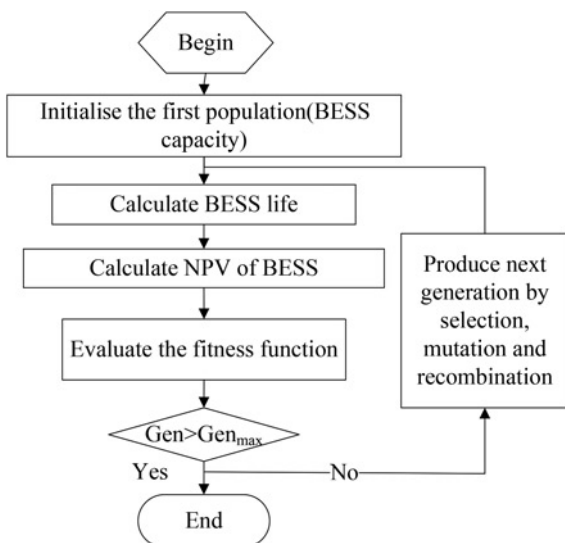 Begin
Initialise the first population(BESS
capacity)
Calculate BESS life
Calculate NPV of BESS
Evaluate the fitness function
Gen>Genmax
Yes
No
End
Produce next
generation by
selection,
mutation and
recombination